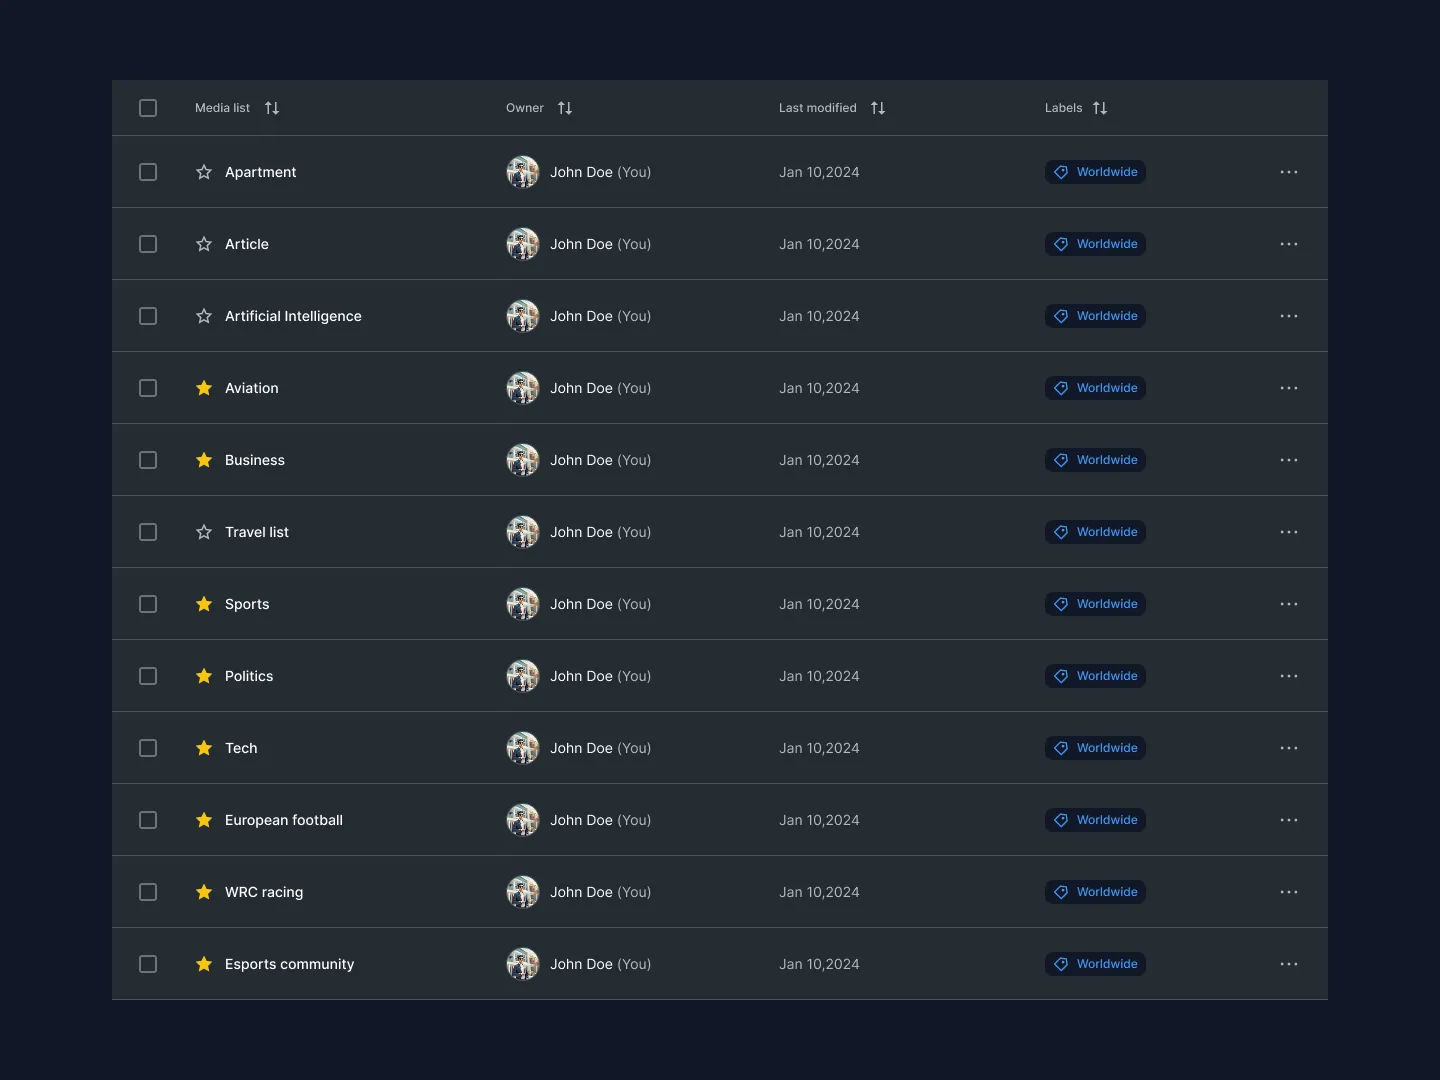 Media list Owner Last modified Labels
Apartment John Doe (You) Jan 10,2024 Worldwide
Article John Doe (You) Jan 10,2024 Worldwide
Artificial Intelligence John Doe (You) Jan 10,2024 Worldwide
Aviation John Doe (You) Jan 10,2024 Worldwide
Business John Doe (You) Jan 10,2024 Worldwide
Travel list John Doe (You) Jan 10,2024 Worldwide
Sports John Doe (You) Jan 10,2024 Worldwide
Politics John Doe (You) Jan 10,2024 Worldwide
Tech John Doe (You) Jan 10,2024 Worldwide
European football John Doe (You) Jan 10,2024 Worldwide
WRC racing John Doe (You) Jan 10,2024 Worldwide
Esports community John Doe (You) Jan 10,2024 Worldwide